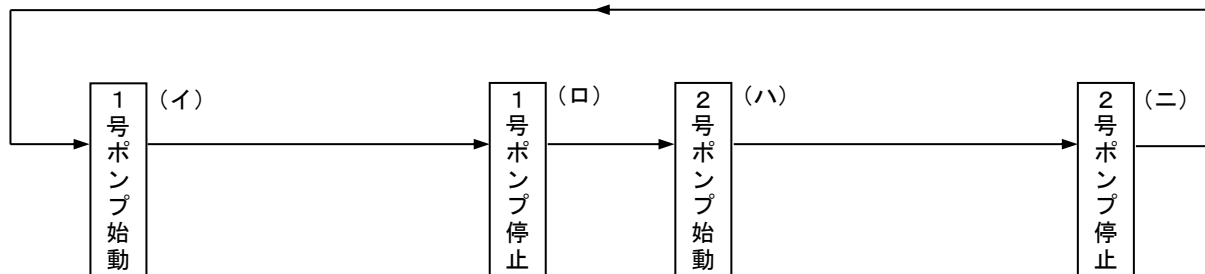 1号ポンプ始動
（イ）
1号ポンプ停止
（ロ）
2号ポンプ始動
（ハ）
2号ポンプ停止
（ニ）